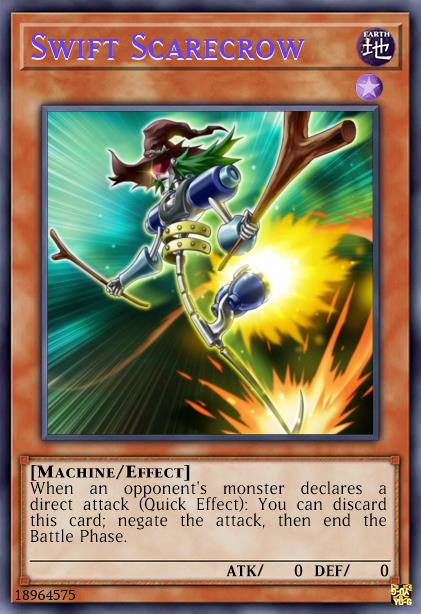 Swift Scarecrow
EARTH
地
[Machine/Effect]
When an opponent's monster declares a
direct attack (Quick Effect): You can discard
this card; negate the attack, then end the
Battle Phase.
ATK/ 0 DEF/ 0
18964575